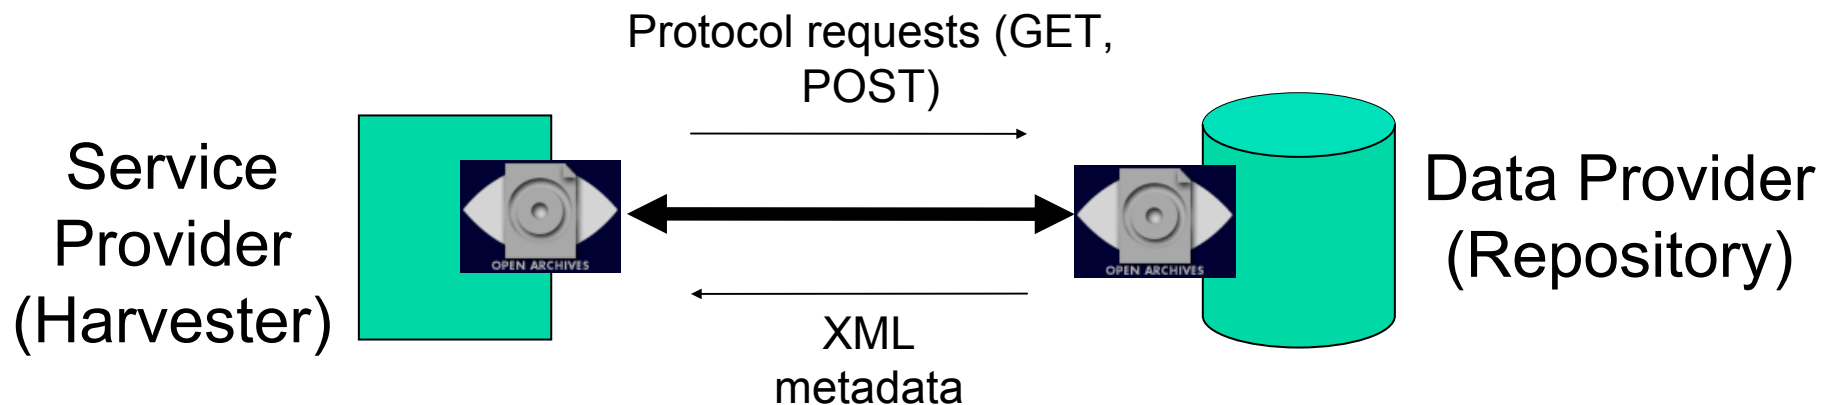 Protocol requests (GET,
POST)
Service
Provider
(Harvester)
OPEN ARCHIVES
OPEN ARCHIVES
Data Provider
(Repository)
XML
metadata